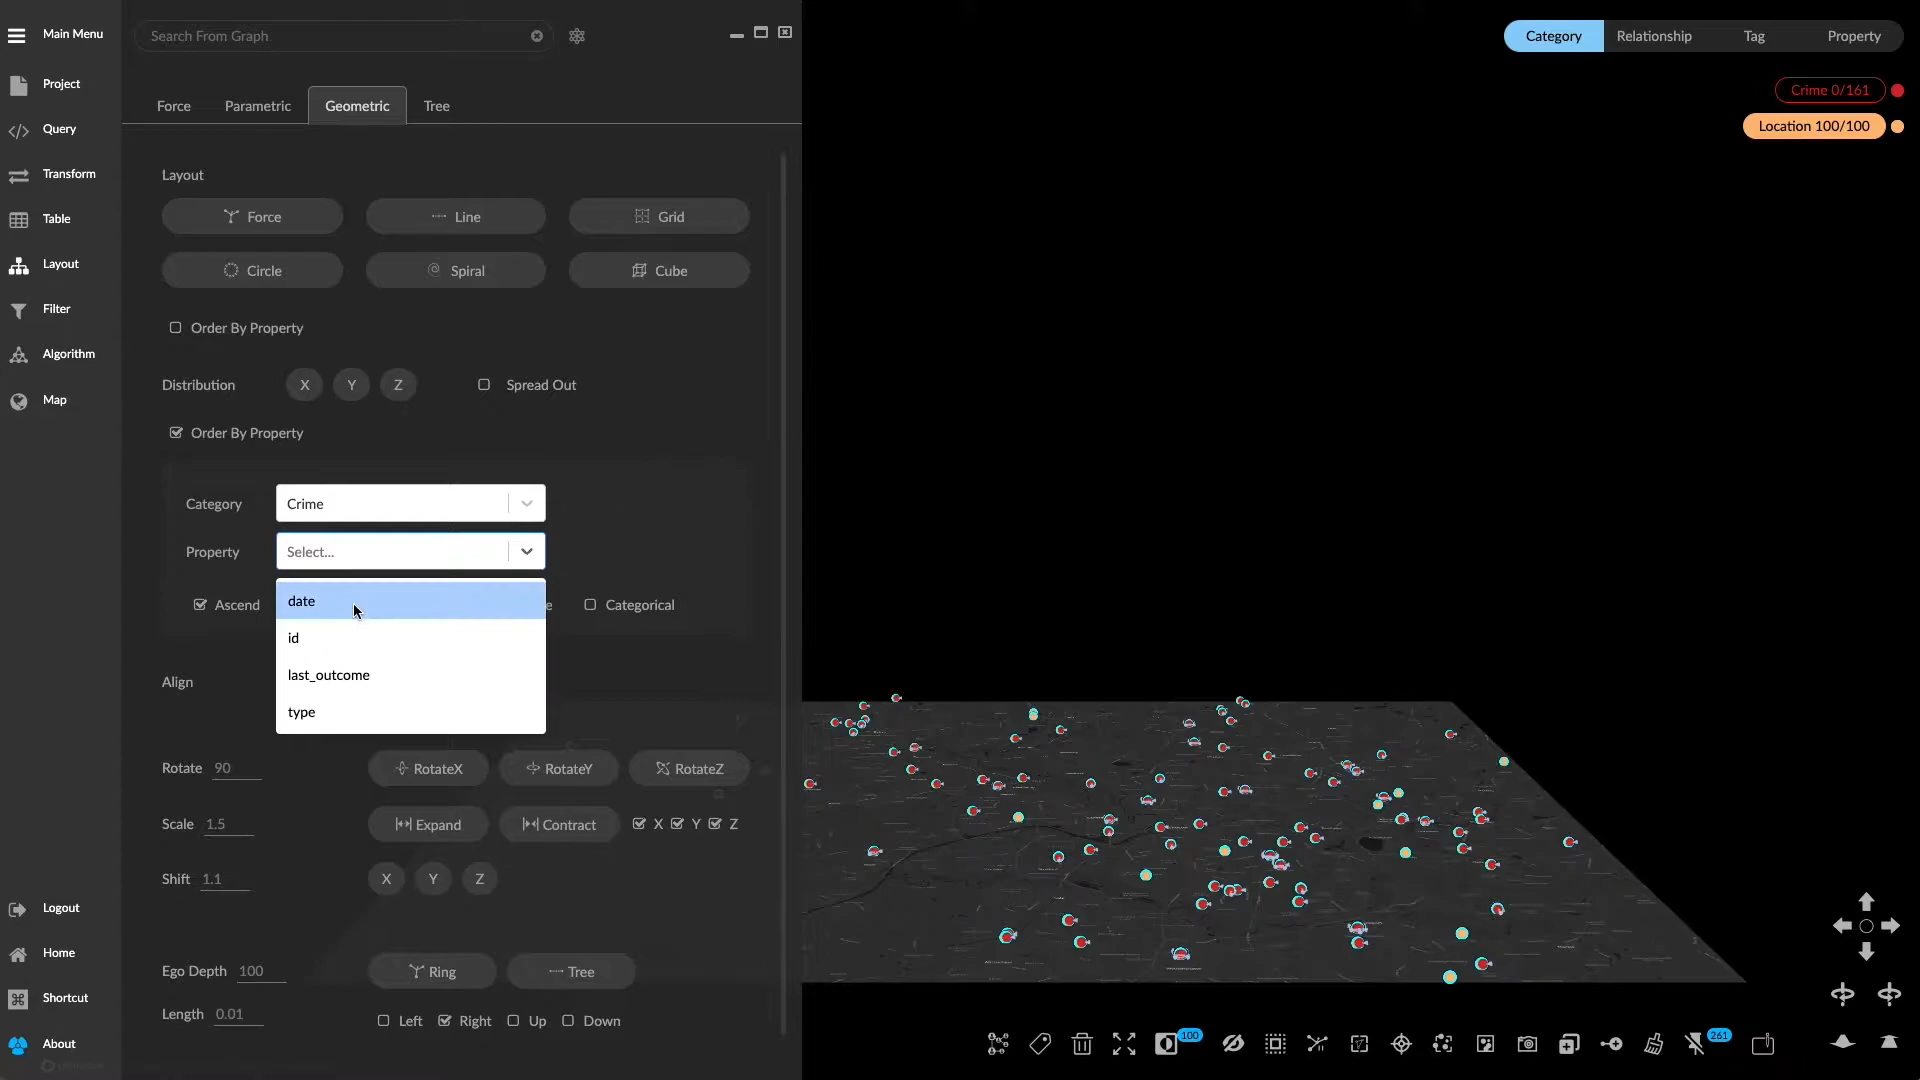 Main Menu
Project
Query
Transform
Table
Layout
Filter
Algorithm
Map
Logout
Home
Shortcut
About
Search From Graph
Force Parametric Geometric Tree
Layout
Force Line Grid
Circle Spiral Cube
Order By Property
Distribution X Y Z Spread Out
Order By Property
Category Crime
Property Select...
date
id
last_outcome
type
Ascend e Categorical
Align
Rotate 90 RotateX RotateY RotateZ
Scale 1.5 Expand Contract X Y Z
Shift 1.1 X Y Z
Ego Depth 100 Ring Tree
Length 0.01 Left Right Up Down
Category Relationship Tag Property
Crime 0/161
Location 100/100
100
261